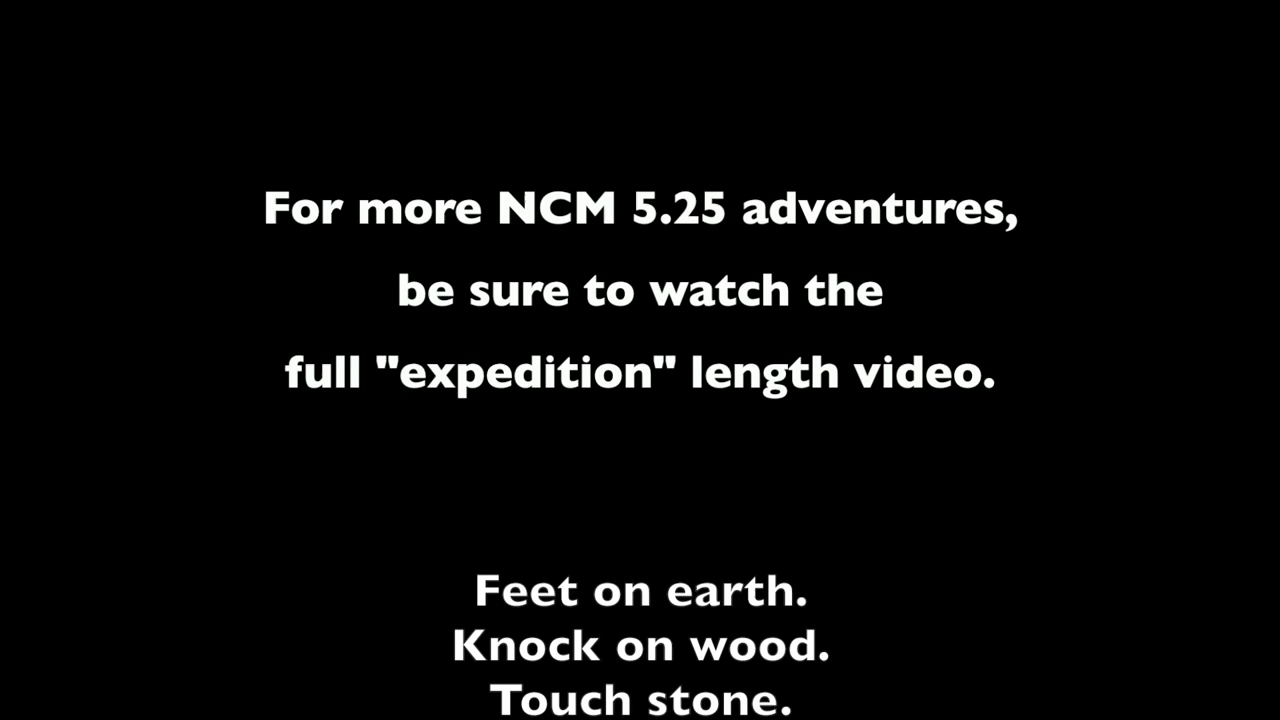 For more NCM 5.25 adventures,
be sure to watch the
full "expedition" length video.
Feet on earth.
Knock on wood.
Touch stone.